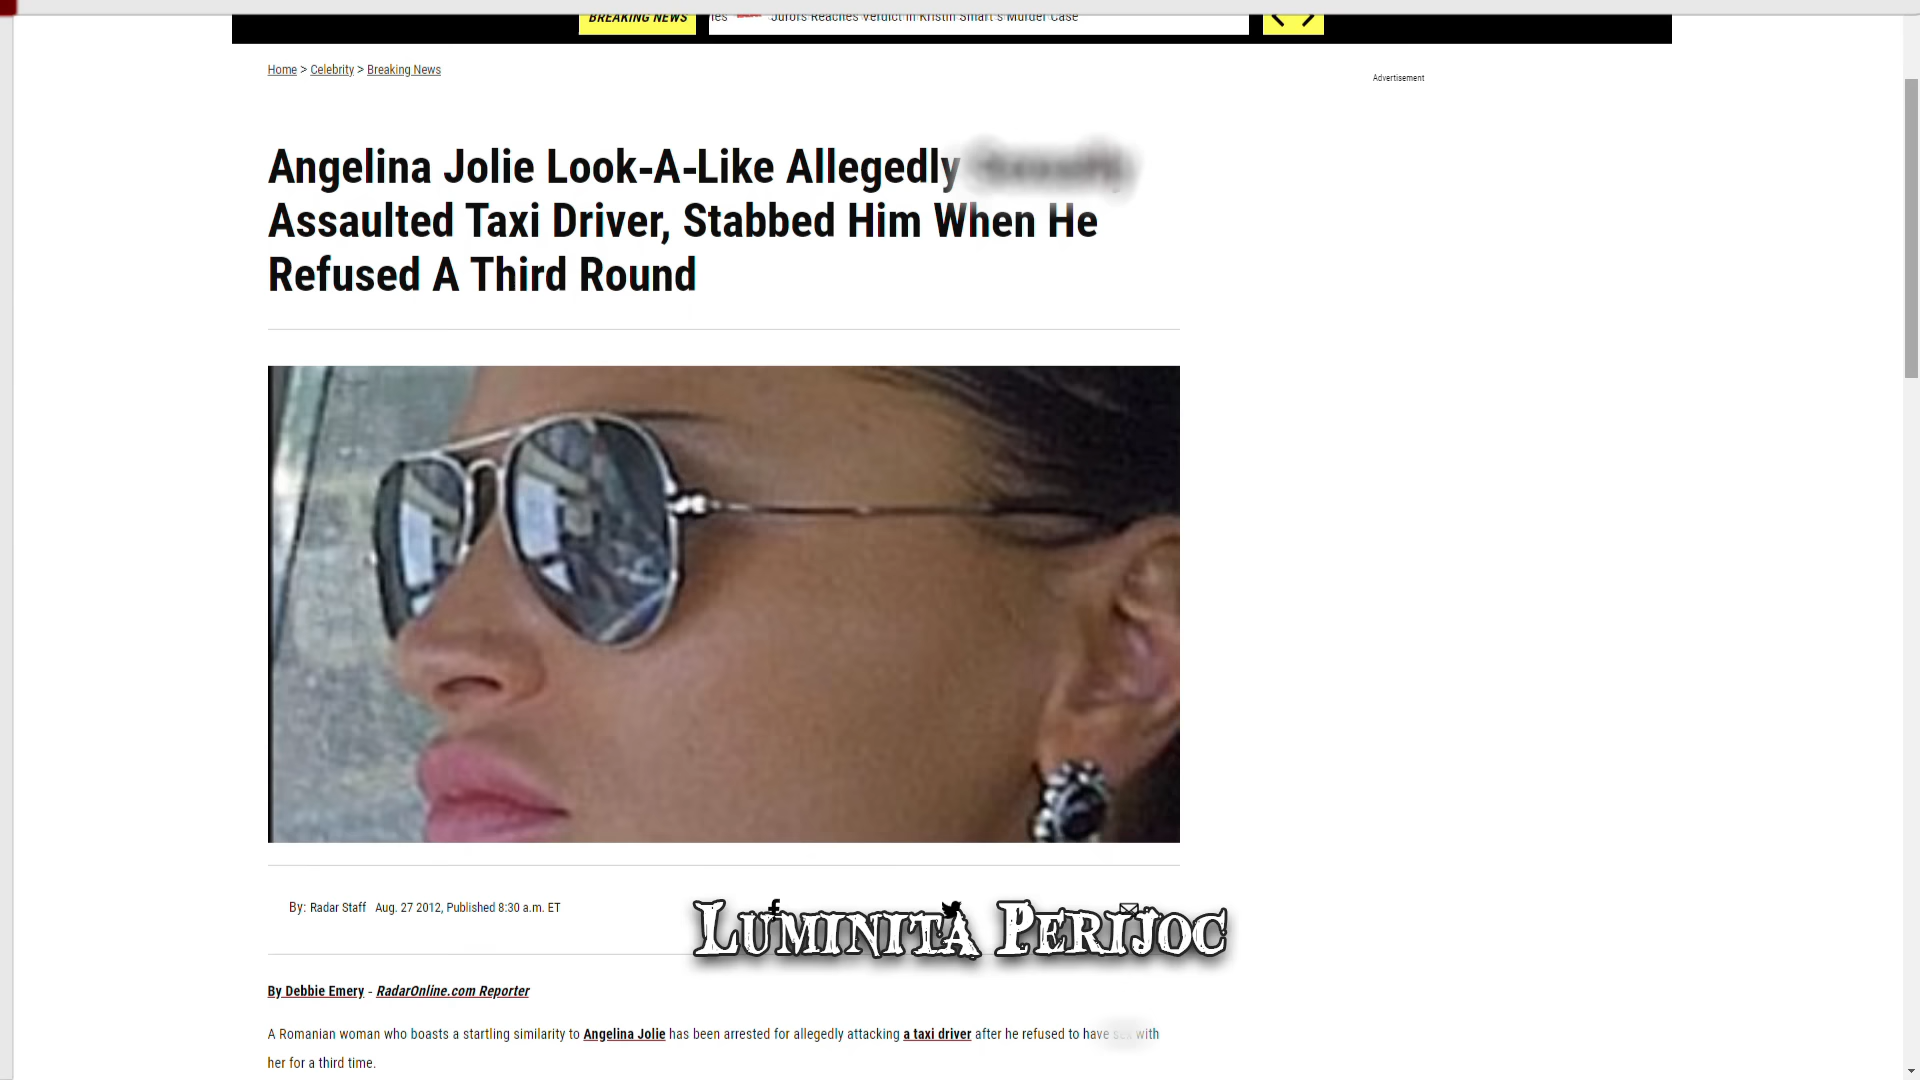 BREAKING NEWS
Jurors Reaches Verdict in Kristin Smart's Murder Case
Home > Celebrity > Breaking News
Advertisement
Angelina Jolie Look-A-Like Allegedly
Assaulted Taxi Driver, Stabbed Him When He
Refused A Third Round
By: Radar Staff Aug. 27 2012, Published 8:30 a.m. ET
LUMINITA PERIJOC
By Debbie Emery - RadarOnline.com Reporter
A Romanian woman who boasts a startling similarity to Angelina Jolie has been arrested for allegedly attacking a taxi driver after he refused to have sex with
her for a third time.